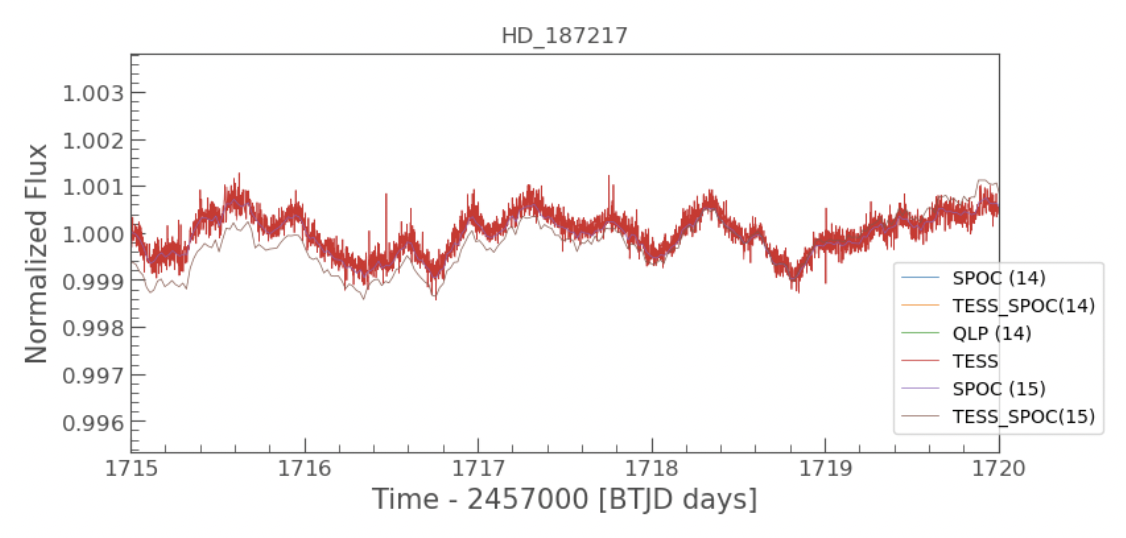 HD_187217
1.003
1.002
1.001
1.000
0.999
0.998
0.997
0.996
Normalized Flux
SPOC (14)
TESS_SPOC(14)
QLP (14)
TESS
SPOC (15)
TESS_SPOC(15)
1715
1716
1717
1718
1719
1720
Time - 2457000 [BTJD days]